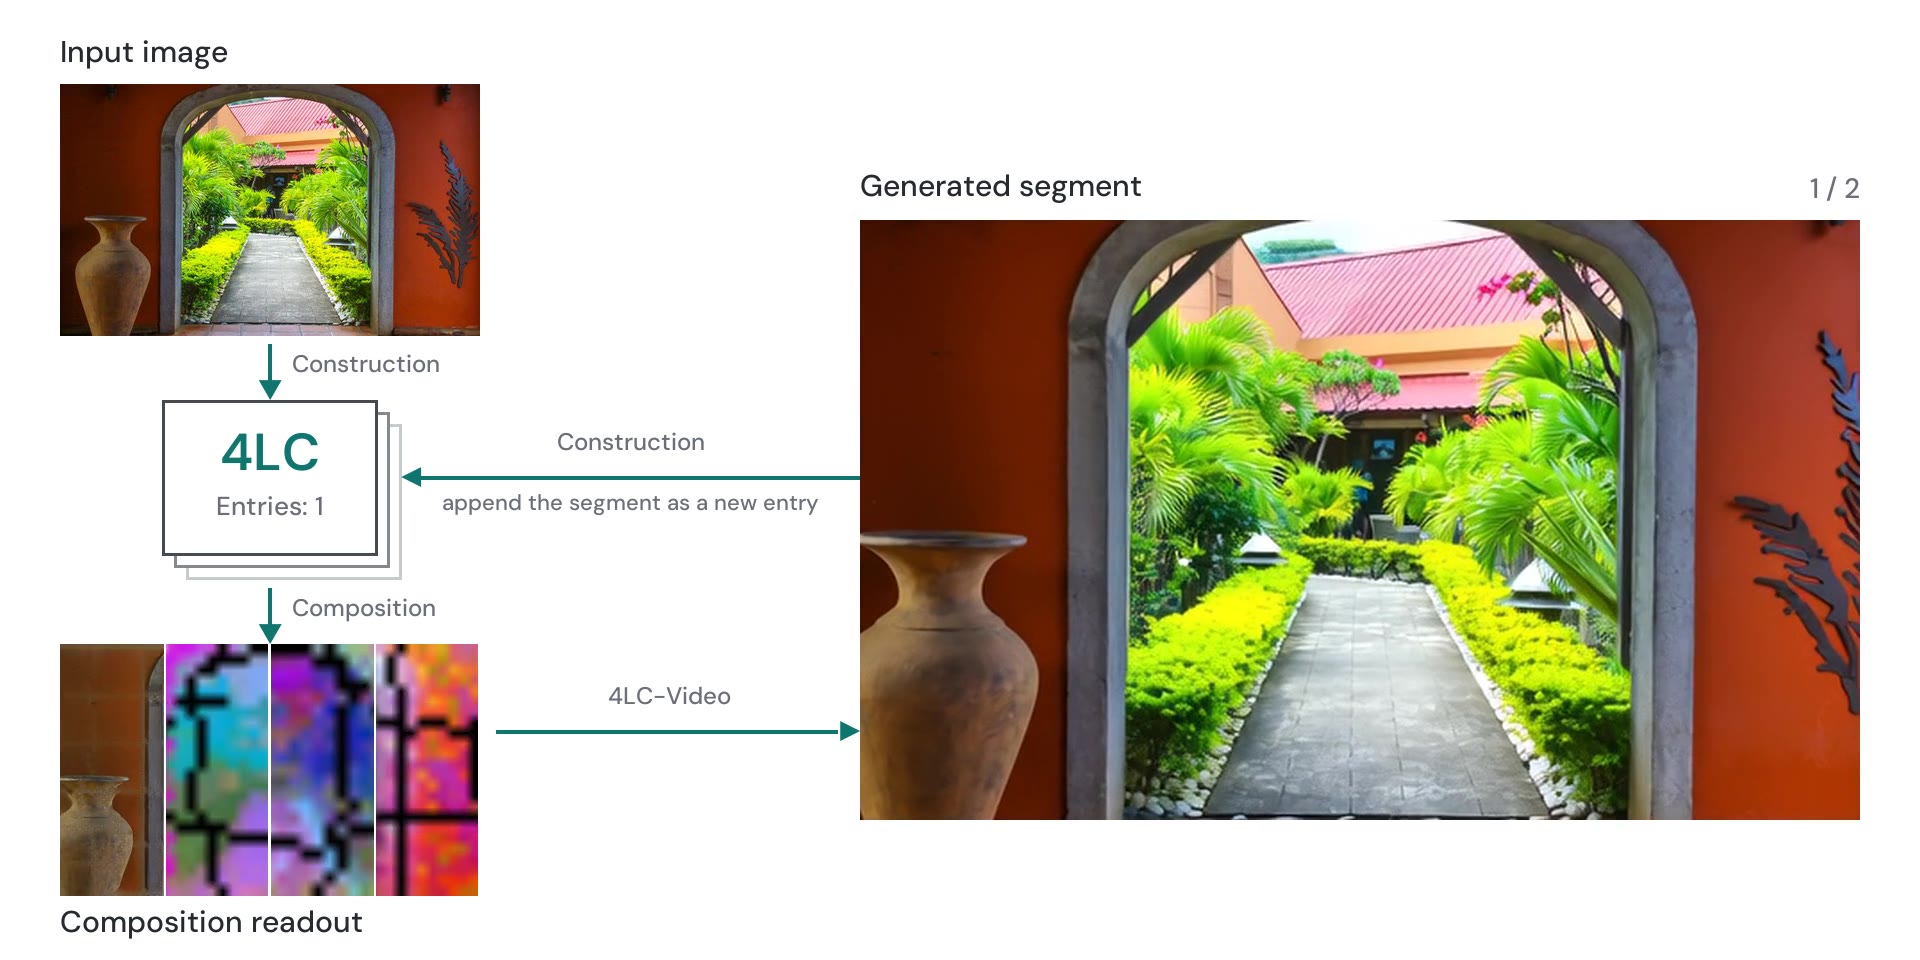 Input image
Construction
4LC
Entries: 1
Construction
append the segment as a new entry
Composition
4LC-Video
Composition readout
Generated segment
1 / 2